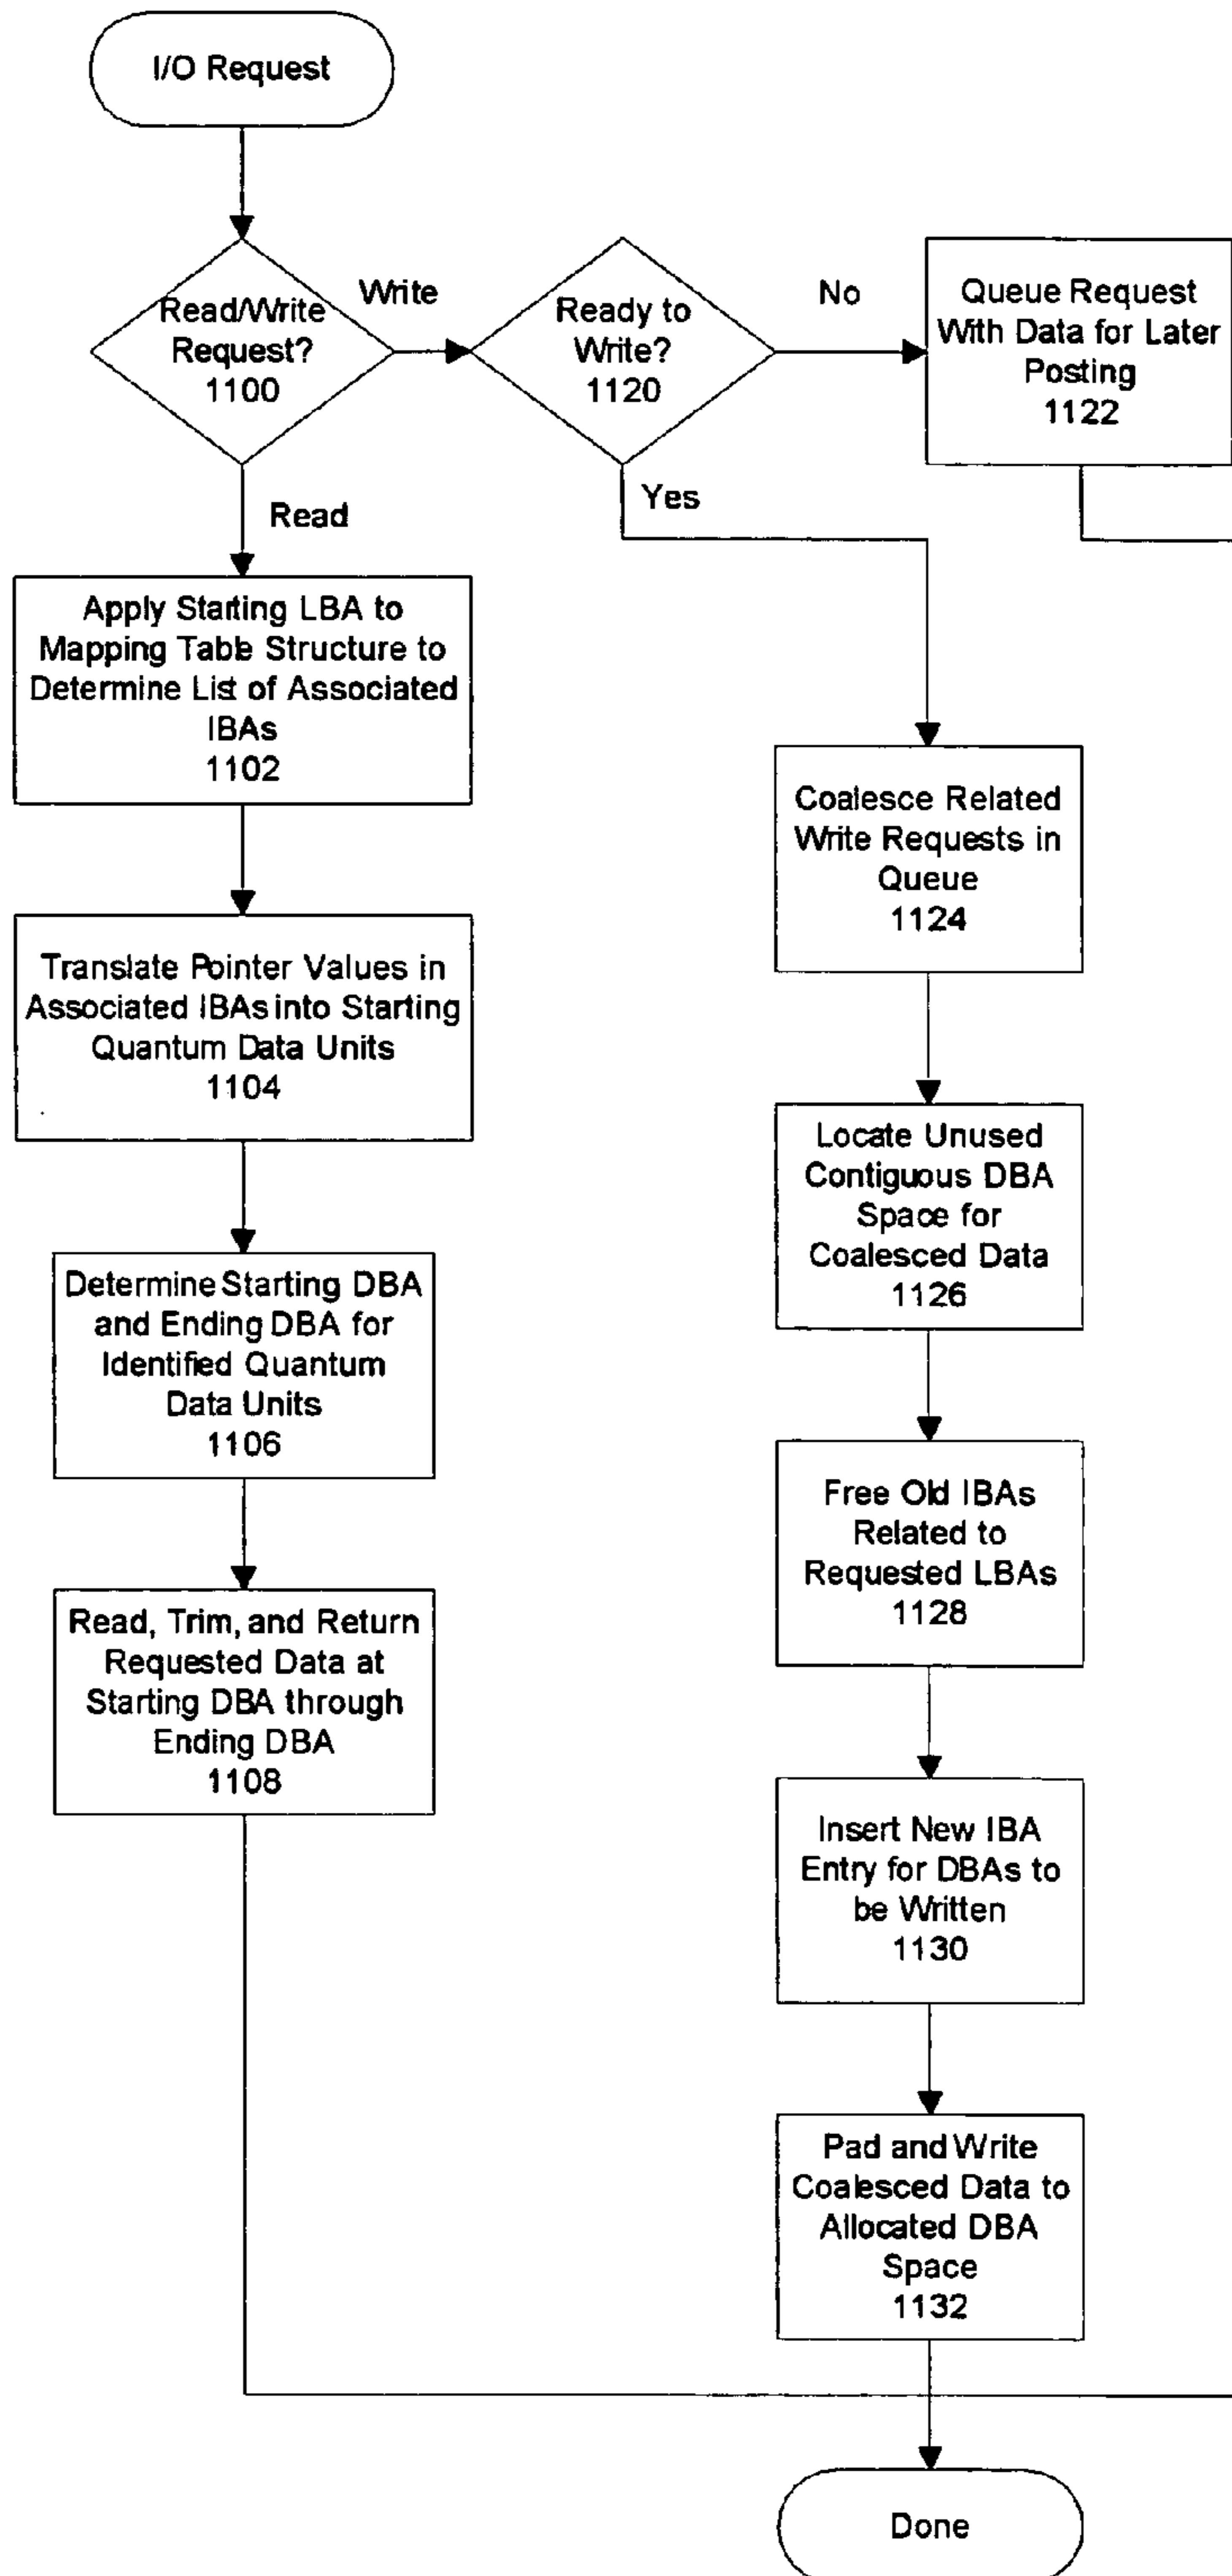 I/O Request
Read/Write
Request?
1100
Write
Ready to
Write?
1120
No
Queue Request
With Data for Later
Posting
1122
Read
Yes
Apply Starting LBA to
Mapping Table Structure to
Determine List of Associated
IBAs
1102
Translate Pointer Values in
Associated IBAs into Starting
Quantum Data Units
1104
Determine Starting DBA
and Ending DBA for
Identified Quantum
Data Units
1106
Read, Trim, and Return
Requested Data at
Starting DBA through
Ending DBA
1108
Coalesce Related
Write Requests in
Queue
1124
Locate Unused
Contiguous DBA
Space for
Coalesced Data
1126
Free Old IBAs
Related to
Requested LBAs
1128
Insert New IBA
Entry for DBAs to
be Written
1130
Pad and Write
Coalesced Data to
Allocated DBA
Space
1132
Done